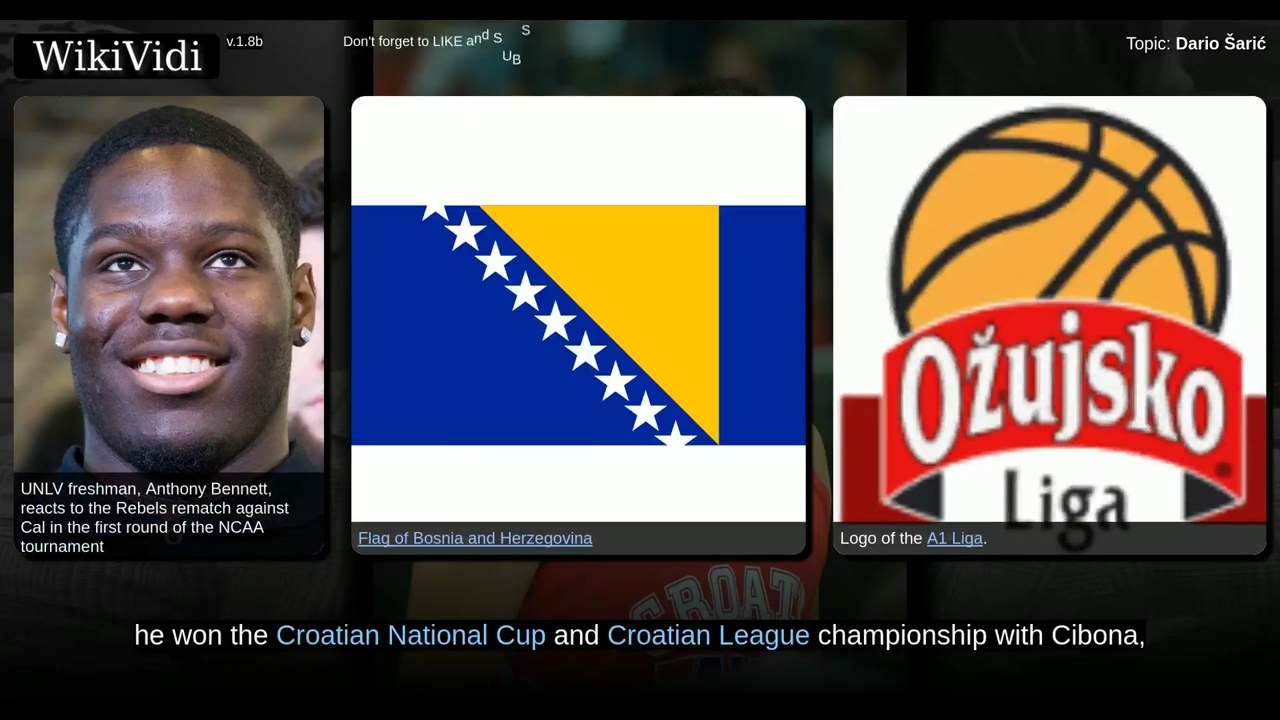 WikiVidi
v.1.8b
Don't forget to LIKE and SUBS
Topic: Dario Šarić
UNLV freshman, Anthony Bennett,
reacts to the Rebels rematch against
Cal in the first round of the NCAA
tournament
Flag of Bosnia and Herzegovina
Ožujsko
Liga
Logo of the A1 Liga.
CROAT
he won the Croatian National Cup and Croatian League championship with Cibona,